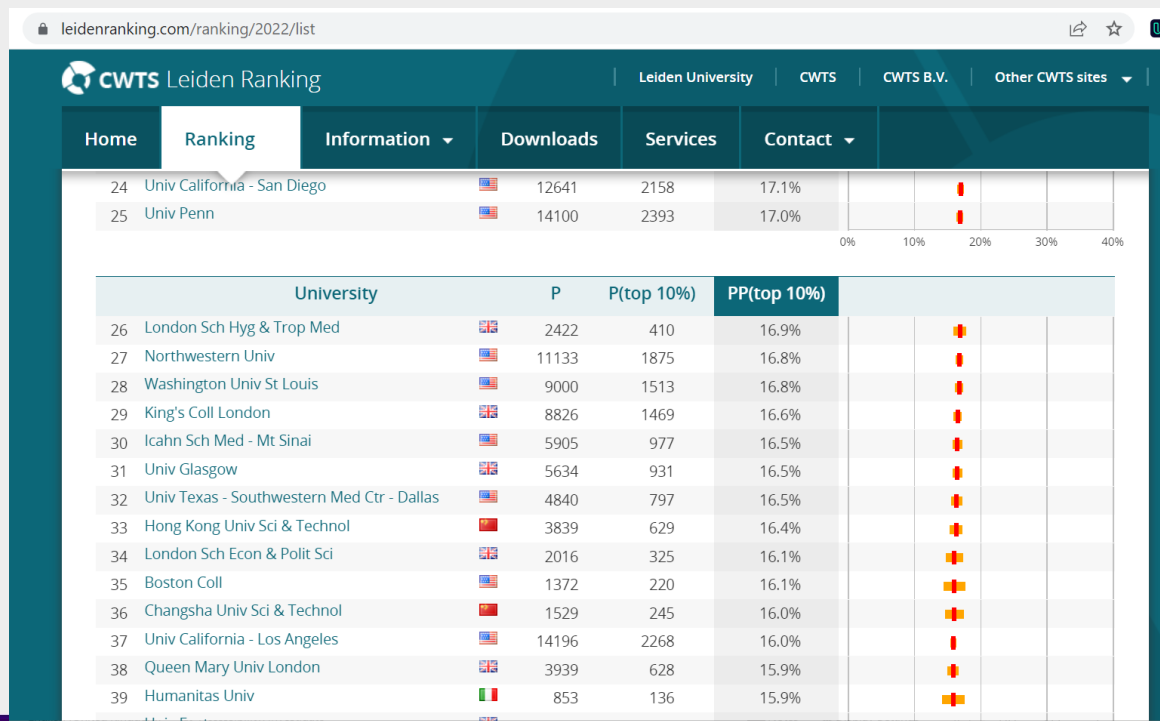 leidenranking.com/ranking/2022/list
CWTS Leiden Ranking
Leiden University CWTS CWTS B.V. Other CWTS sites
Home Ranking Information Downloads Services Contact
24 Univ California - San Diego 12641 2158 17.1%
25 Univ Penn 14100 2393 17.0%
0% 10% 20% 30% 40%
University P P(top 10%) PP(top 10%)
26 London Sch Hyg & Trop Med 2422 410 16.9%
27 Northwestern Univ 11133 1875 16.8%
28 Washington Univ St Louis 9000 1513 16.8%
29 King's Coll London 8826 1469 16.6%
30 Icahn Sch Med - Mt Sinai 5905 977 16.5%
31 Univ Glasgow 5634 931 16.5%
32 Univ Texas - Southwestern Med Ctr - Dallas 4840 797 16.5%
33 Hong Kong Univ Sci & Technol 3839 629 16.4%
34 London Sch Econ & Polit Sci 2016 325 16.1%
35 Boston Coll 1372 220 16.1%
36 Changsha Univ Sci & Technol 1529 245 16.0%
37 Univ California - Los Angeles 14196 2268 16.0%
38 Queen Mary Univ London 3939 628 15.9%
39 Humanitas Univ 853 136 15.9%